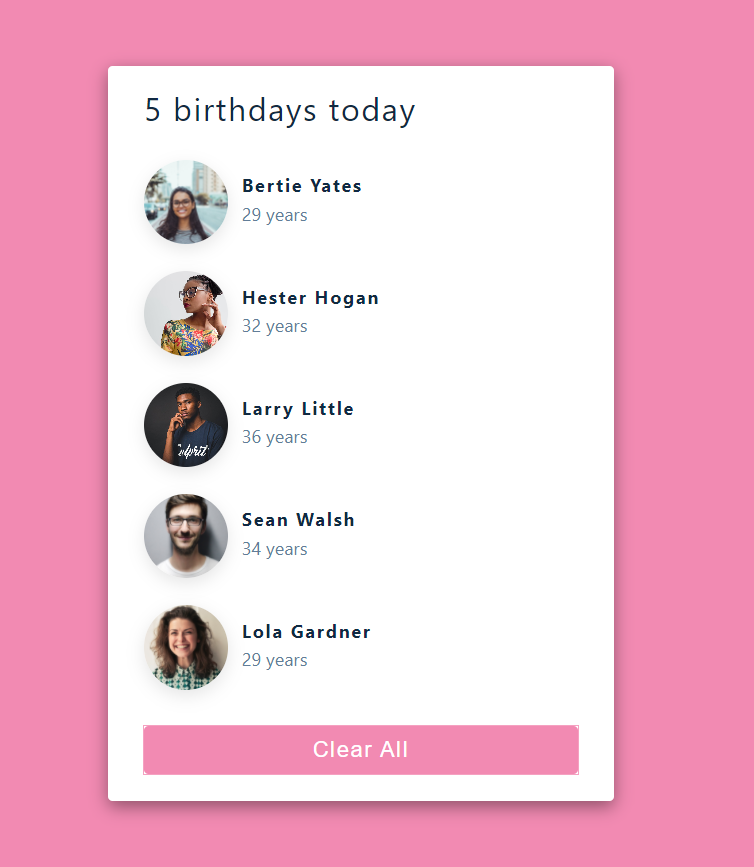 5 birthdays today
Bertie Yates
29 years
Hester Hogan
32 years
Larry Little
36 years
Sean Walsh
34 years
Lola Gardner
29 years
Clear All